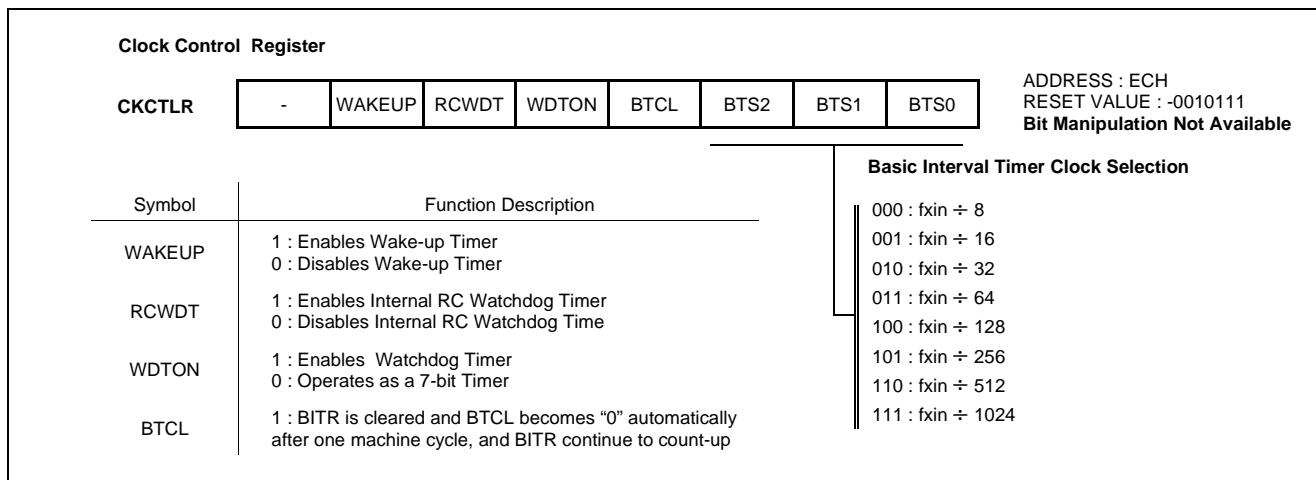 Clock Control Register
CKCTLR - WAKEUP RCWDT WDTON BTCL BTS2 BTS1 BTS0
ADDRESS : ECH
RESET VALUE : -0010111
Bit Manipulation Not Available
Basic Interval Timer Clock Selection
000 : fxin ÷ 8
001 : fxin ÷ 16
010 : fxin ÷ 32
011 : fxin ÷ 64
100 : fxin ÷ 128
101 : fxin ÷ 256
110 : fxin ÷ 512
111 : fxin ÷ 1024
Symbol Function Description
WAKEUP
1 : Enables Wake-up Timer
0 : Disables Wake-up Timer
RCWDT
1 : Enables Internal RC Watchdog Timer
0 : Disables Internal RC Watchdog Time
WDTON
1 : Enables Watchdog Timer
0 : Operates as a 7-bit Timer
BTCL
1 : BITR is cleared and BTCL becomes “0” automatically
after one machine cycle, and BITR continue to count-up